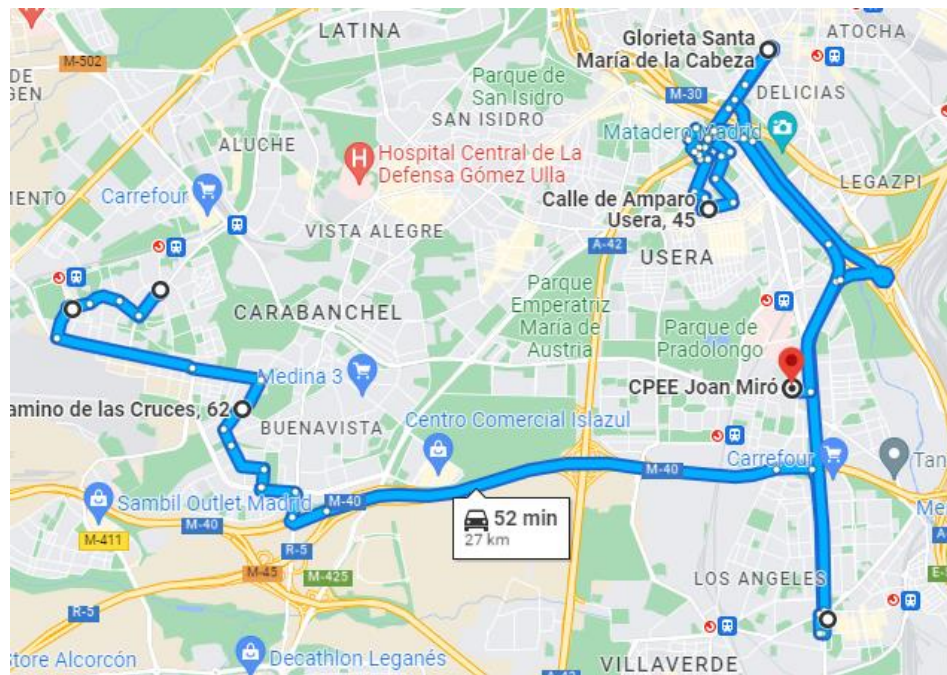 LATINA
Glorieta Santa
María de la Cabeza
ATOCHA
M-502
DE
GEN
Parque de
San Isidro
M-30
DELICIAS
SAN ISIDRO
Matadero Madrid
ALUCHE
Hospital Central de La
Defensa Gómez Ulla
LEGAZPI
MENTO
Carrefour
Calle de Amparo
Usera, 45
VISTA ALEGRE
A-42
USERA
Parque
Emperatriz
María de
Austria
CARABANCHEL
Parque de
Pradolongo
Medina 3
CPEE Joan Miró
amino de las Cruces, 62
BUENAVISTA
Centro Comercial Islazul
M-40
Carrefour
Tan
Sambil Outlet Madrid
M-40
M-40
Me
M-411
52 min
27 km
R-5
M-45
M-425
LOS ANGELES
R-5
tore Alcorcón
Decathlon Leganés
VILLAVERDE